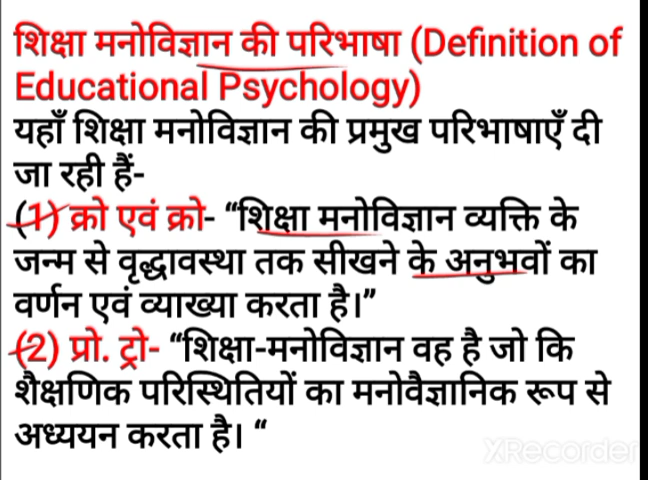 शिक्षा मनोविज्ञान की परिभाषा (Definition of
Educational Psychology)
यहाँ शिक्षा मनोविज्ञान की प्रमुख परिभाषाएँ दी
जा रही हैं-
(1) क्रो एवं क्रो- “शिक्षा मनोविज्ञान व्यक्ति के
जन्म से वृद्धावस्था तक सीखने के अनुभवों का
वर्णन एवं व्याख्या करता है।”
(2) प्रो. ट्रो- “शिक्षा-मनोविज्ञान वह है जो कि
शैक्षणिक परिस्थितियों का मनोवैज्ञानिक रूप से
अध्ययन करता है। “
XRecorder